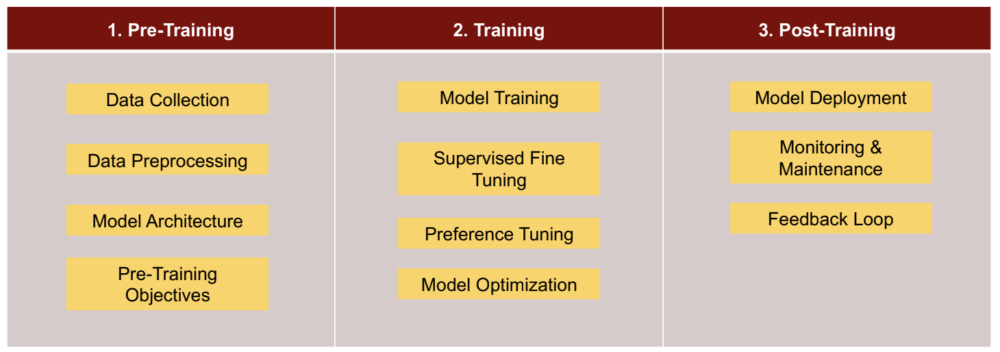 1. Pre-Training
Data Collection
Data Preprocessing
Model Architecture
Pre-Training
Objectives
2. Training
Model Training
Supervised Fine
Tuning
Preference Tuning
Model Optimization
3. Post-Training
Model Deployment
Monitoring &
Maintenance
Feedback Loop